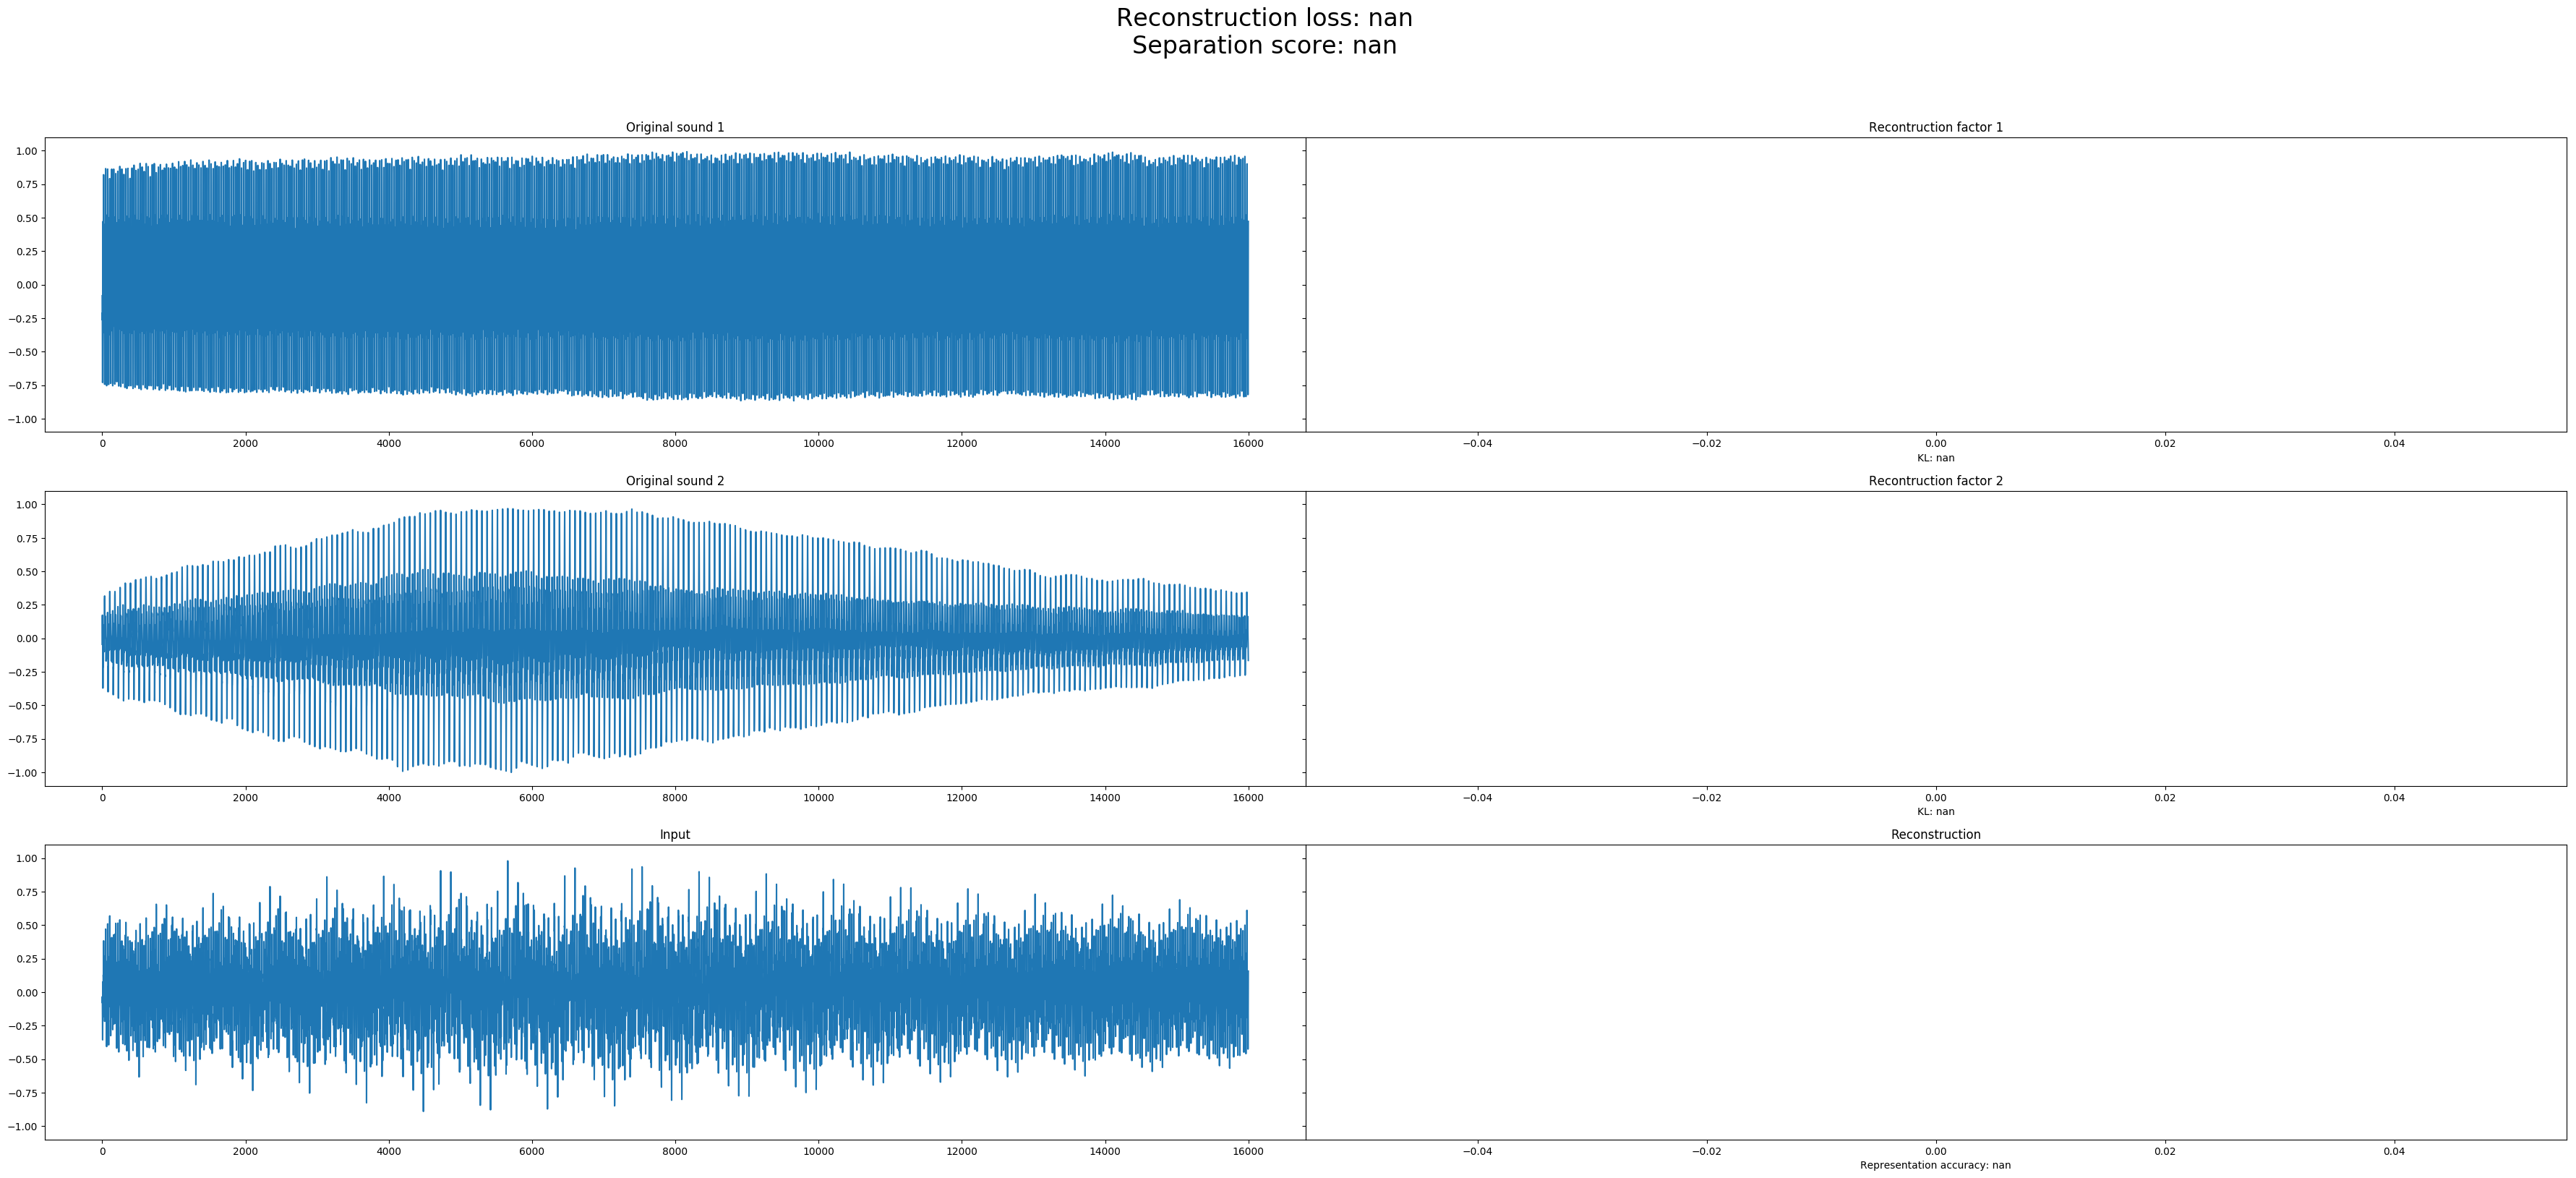 Reconstruction loss: nan
Separation score: nan
Original sound 1
Recontruction factor 1
1.00
0.75
0.50
0.25
0.00
−0.25
−0.50
−0.75
−1.00
0 2000 4000 6000 8000 10000 12000 14000 16000
−0.04 −0.02 0.00 0.02 0.04
KL: nan
Original sound 2
Recontruction factor 2
1.00
0.75
0.50
0.25
0.00
−0.25
−0.50
−0.75
−1.00
0 2000 4000 6000 8000 10000 12000 14000 16000
−0.04 −0.02 0.00 0.02 0.04
KL: nan
Input
Reconstruction
1.00
0.75
0.50
0.25
0.00
−0.25
−0.50
−0.75
−1.00
0 2000 4000 6000 8000 10000 12000 14000 16000
−0.04 −0.02 0.00 0.02 0.04
Representation accuracy: nan